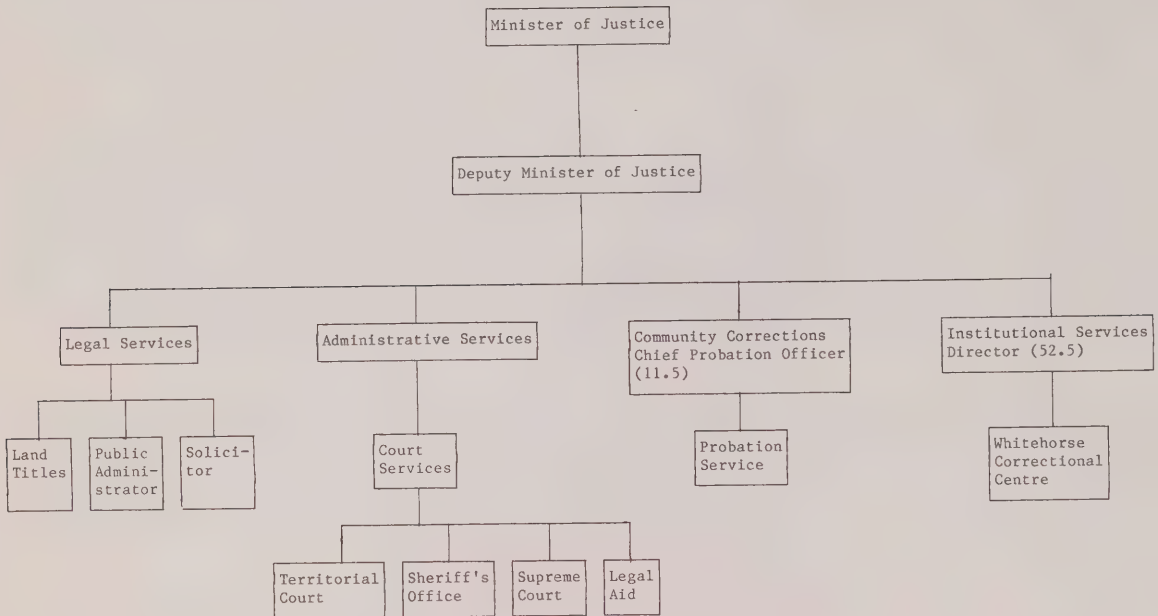 Minister of Justice
Deputy Minister of Justice
Legal Services
Administrative Services
Community Corrections
Chief Probation Officer
(11.5)
Institutional Services
Director (52.5)
Land
Titles
Public
Admini-
strator
Solici-
tor
Court
Services
Probation
Service
Whitehorse
Correctional
Centre
Territorial
Court
Sheriff's
Office
Supreme
Court
Legal
Aid